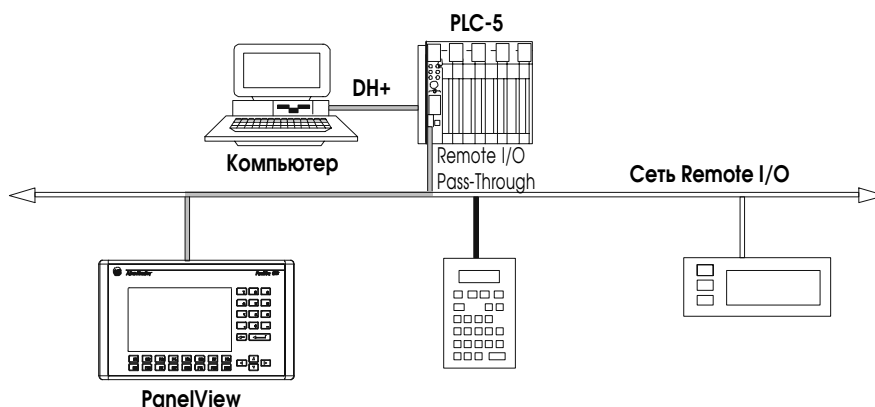 PLC-5
DH+
Компьютер
Remote I/O
Pass-Through
Сеть Remote I/O
PanelView